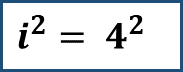 i² = 4²